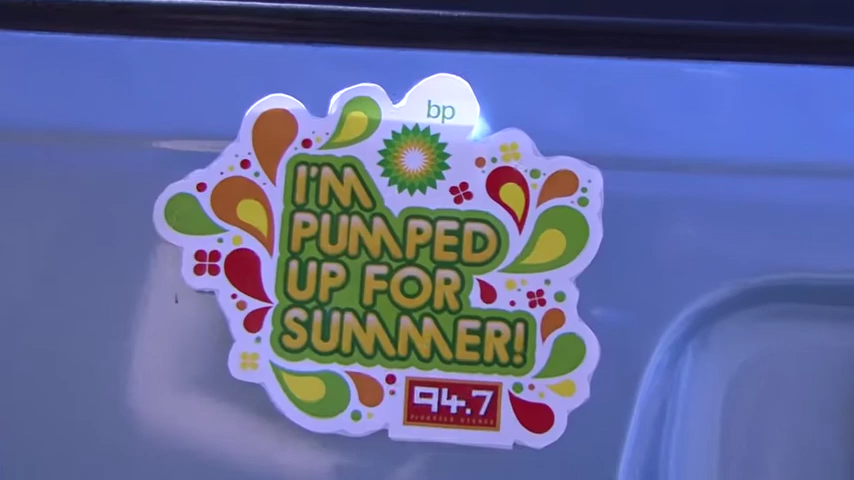 bp
I'M
PUMPED
UP FOR
SUMMER!
94.7